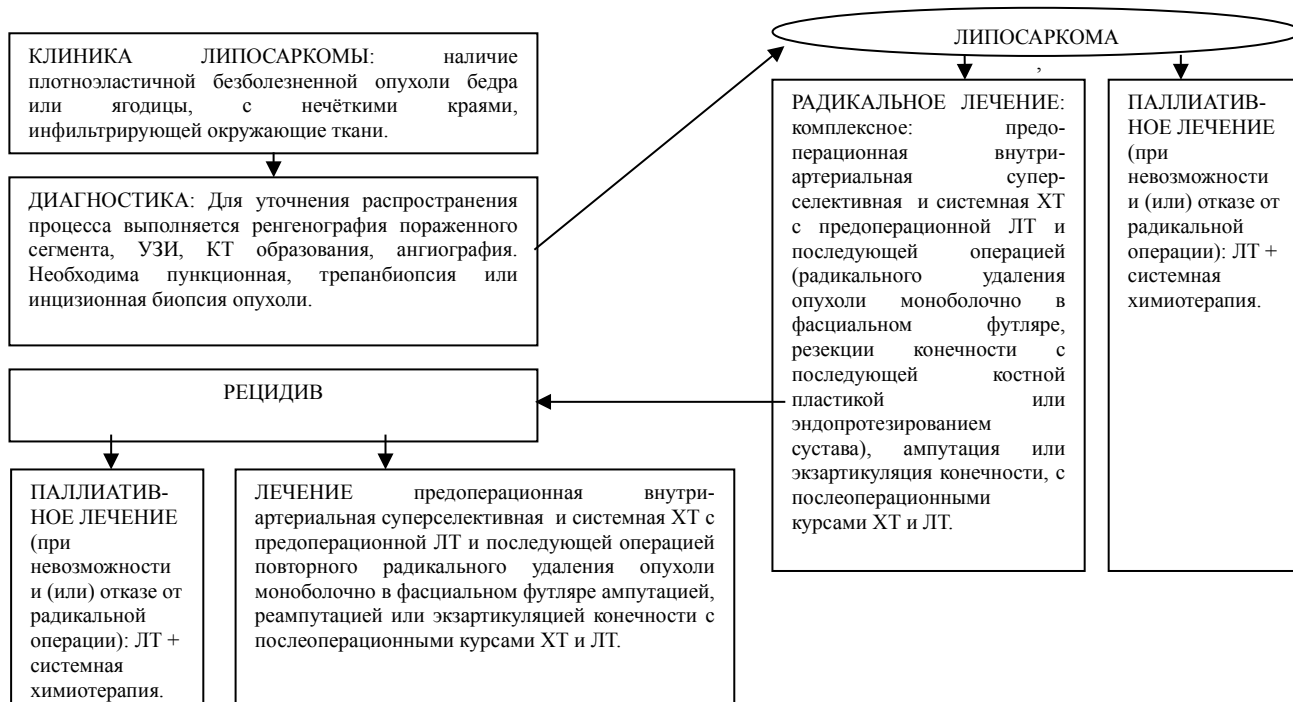 КЛИНИКА ЛИПОСАРКОМЫ: наличие
плотноэластичной безболезненной опухоли бедра
или ягодицы, с нечёткими краями,
инфильтрирующей окружающие ткани.
ДИАГНОСТИКА: Для уточнения распространения
процесса выполняется ренгенография пораженного
сегмента, УЗИ, КТ образования, ангиография.
Необходима пункционная, трепанбиопсия или
инцизионная биопсия опухоли.
ЛИПОСАРКОМА
,
РАДИКАЛЬНОЕ ЛЕЧЕНИЕ:
комплексное: предо-
перационная внутри-
артериальная супер-
селективная и системная ХТ
с предоперационной ЛТ и
последующей операцией
(радикального удаления
опухоли моноболочно в
фасциальном футляре,
резекции конечности с
последующей костной
пластикой или
эндопротезированием
сустава), ампутация или
экзартикуляция конечности, с
послеоперационными
курсами ХТ и ЛТ.
ПАЛЛИАТИВ-
НОЕ ЛЕЧЕНИЕ
(при
невозможности
и (или) отказе от
радикальной
операции): ЛТ +
системная
химиотерапия.
РЕЦИДИВ
ПАЛЛИАТИВ-
НОЕ ЛЕЧЕНИЕ
(при
невозможности
и (или) отказе от
радикальной
операции): ЛТ +
системная
химиотерапия.
ЛЕЧЕНИЕ предоперационная внутри-
артериальная суперселективная и системная ХТ с
предоперационной ЛТ и последующей операцией
повторного радикального удаления опухоли
моноболочно в фасциальном футляре ампутацией,
реампутацией или экзартикуляцией конечности с
послеоперационными курсами ХТ и ЛТ.